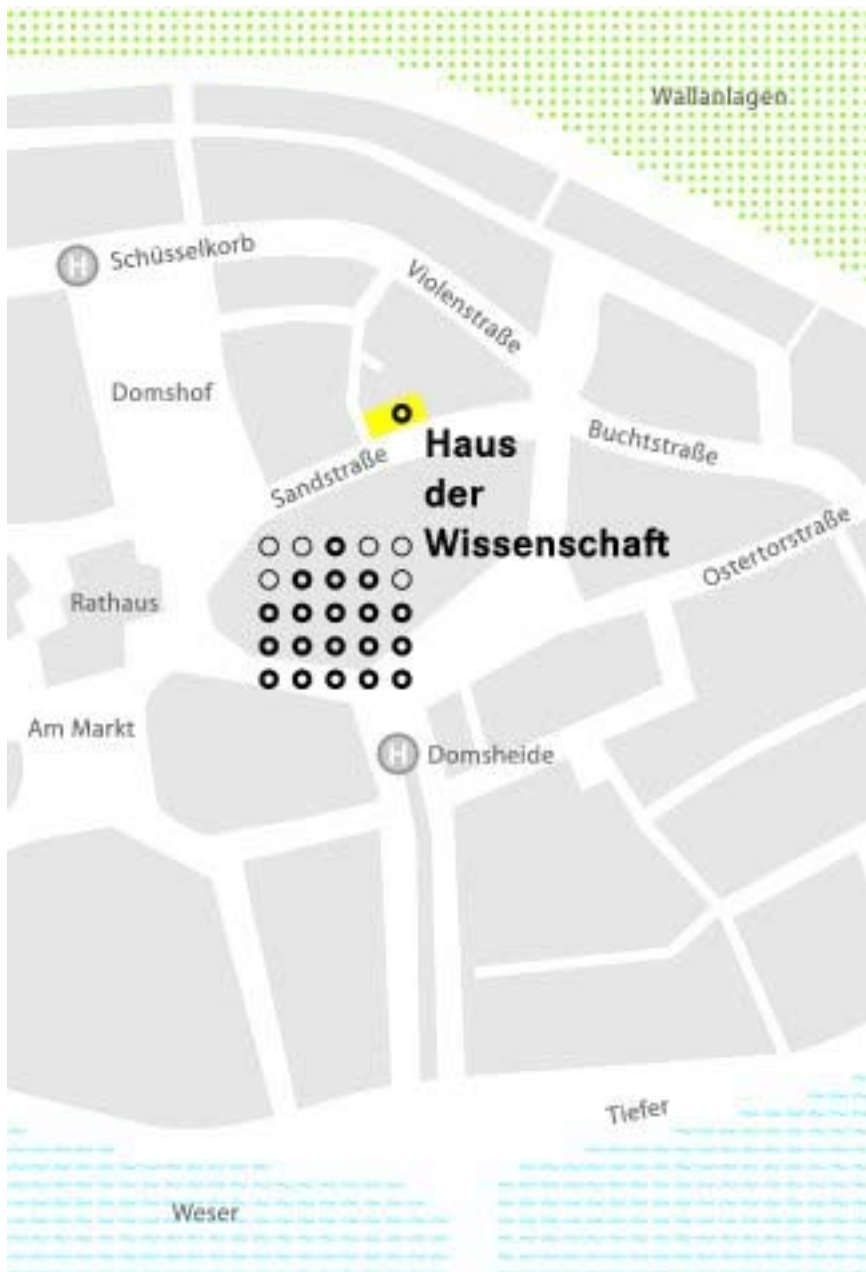 Wallanlagen
H Schüsselkorb
Violenstraße
Domshof
Haus
der
Wissenschaft
Sandstraße
Buchtstraße
Ostertorstraße
Rathaus
Am Markt
H Domsheide
Tiefer
Weser